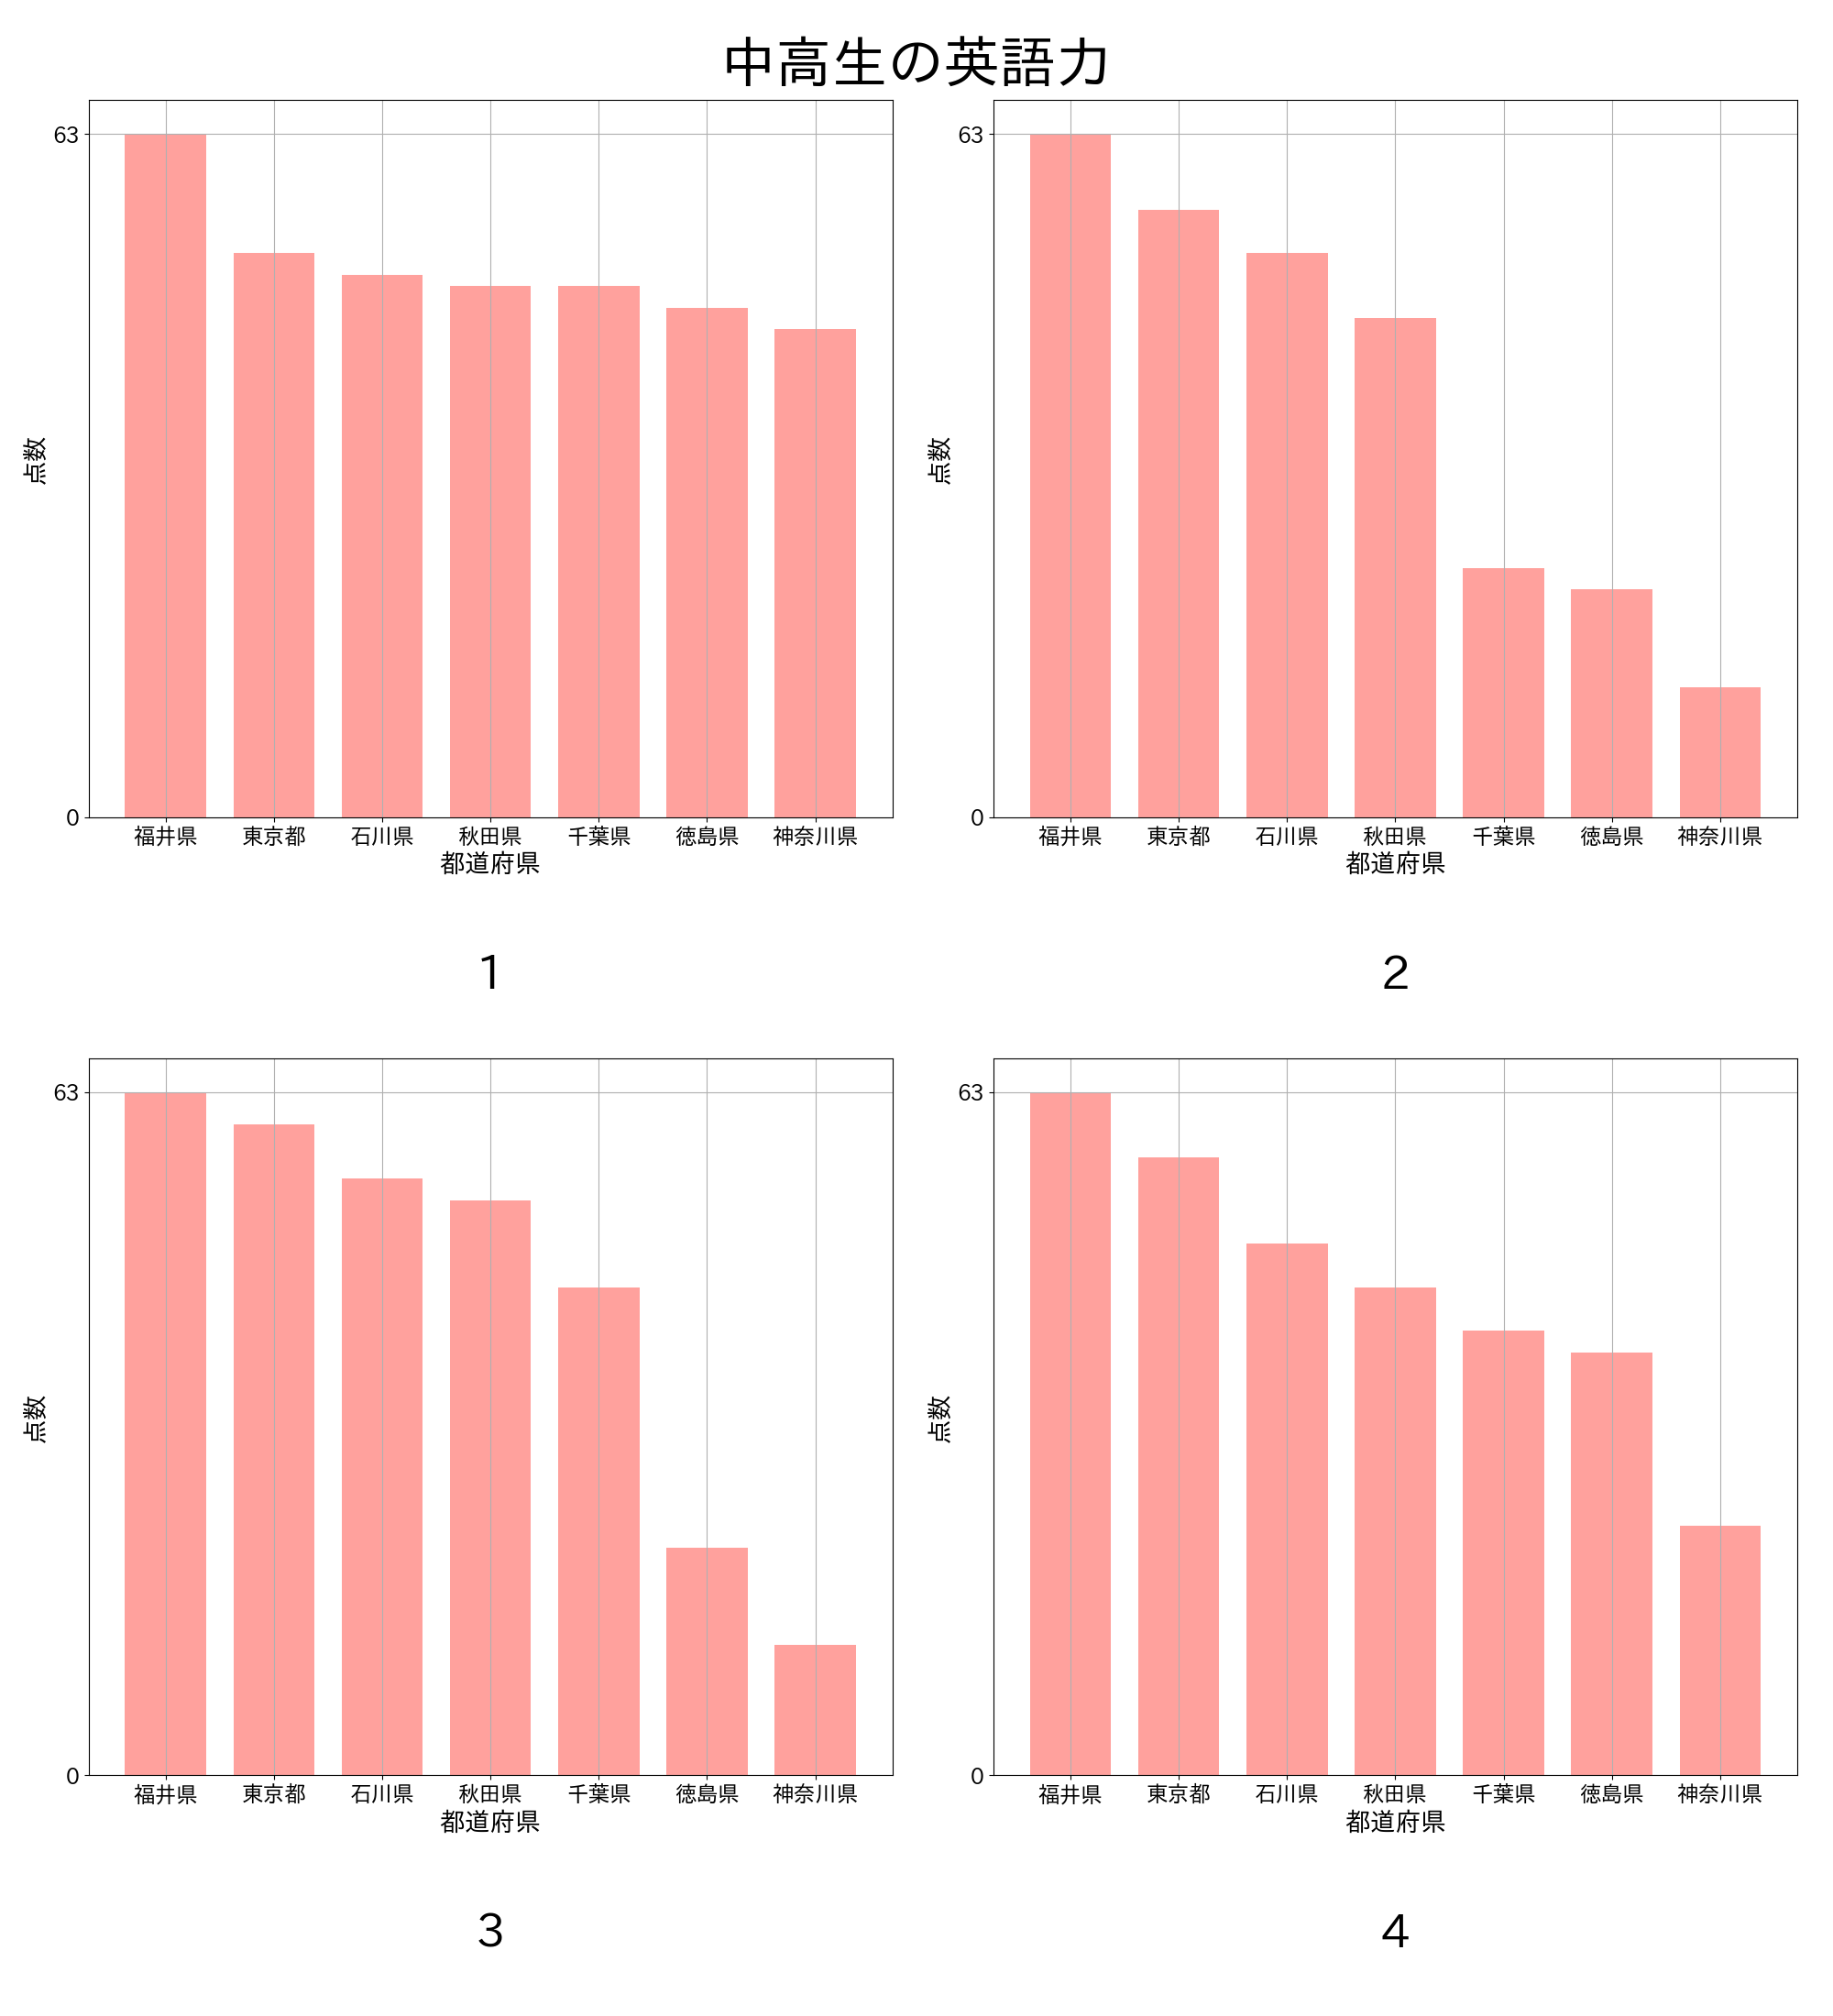 中高生の英語力
63
0
点数
福井県 東京都 石川県 秋田県 千葉県 徳島県 神奈川県
都道府県
1
63
0
点数
福井県 東京都 石川県 秋田県 千葉県 徳島県 神奈川県
都道府県
2
63
0
点数
福井県 東京都 石川県 秋田県 千葉県 徳島県 神奈川県
都道府県
3
63
0
点数
福井県 東京都 石川県 秋田県 千葉県 徳島県 神奈川県
都道府県
4